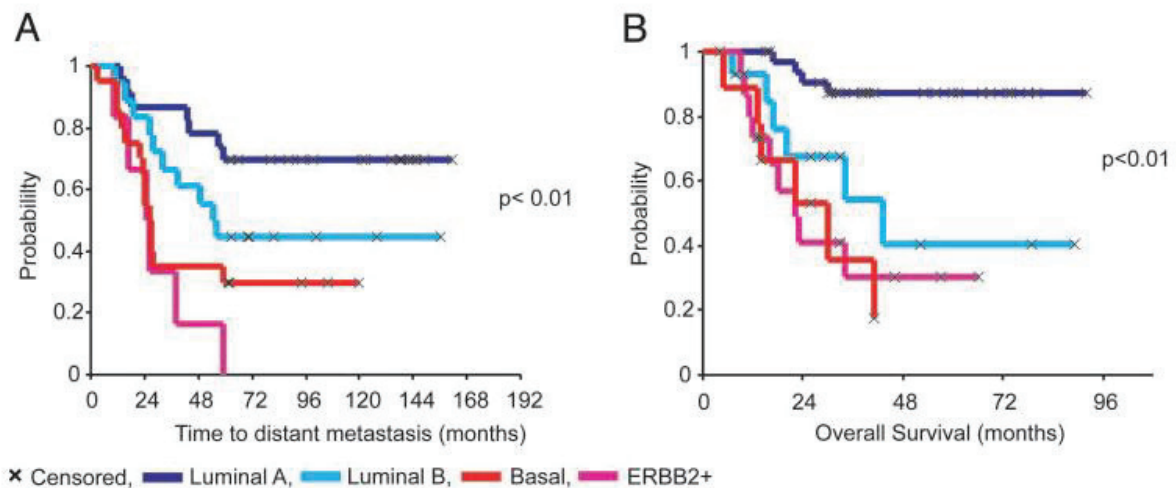 A
B
1
0.8
0.6
0.4
0.2
0
Probabililty
p< 0.01
0 24 48 72 96 120 144 168 192
Time to distant metastasis (months)
1
0.8
0.6
0.4
0.2
0
Probability
p<0.01
0 24 48 72 96
Overall Survival (months)
× Censored, Luminal A, Luminal B, Basal, ERBB2+